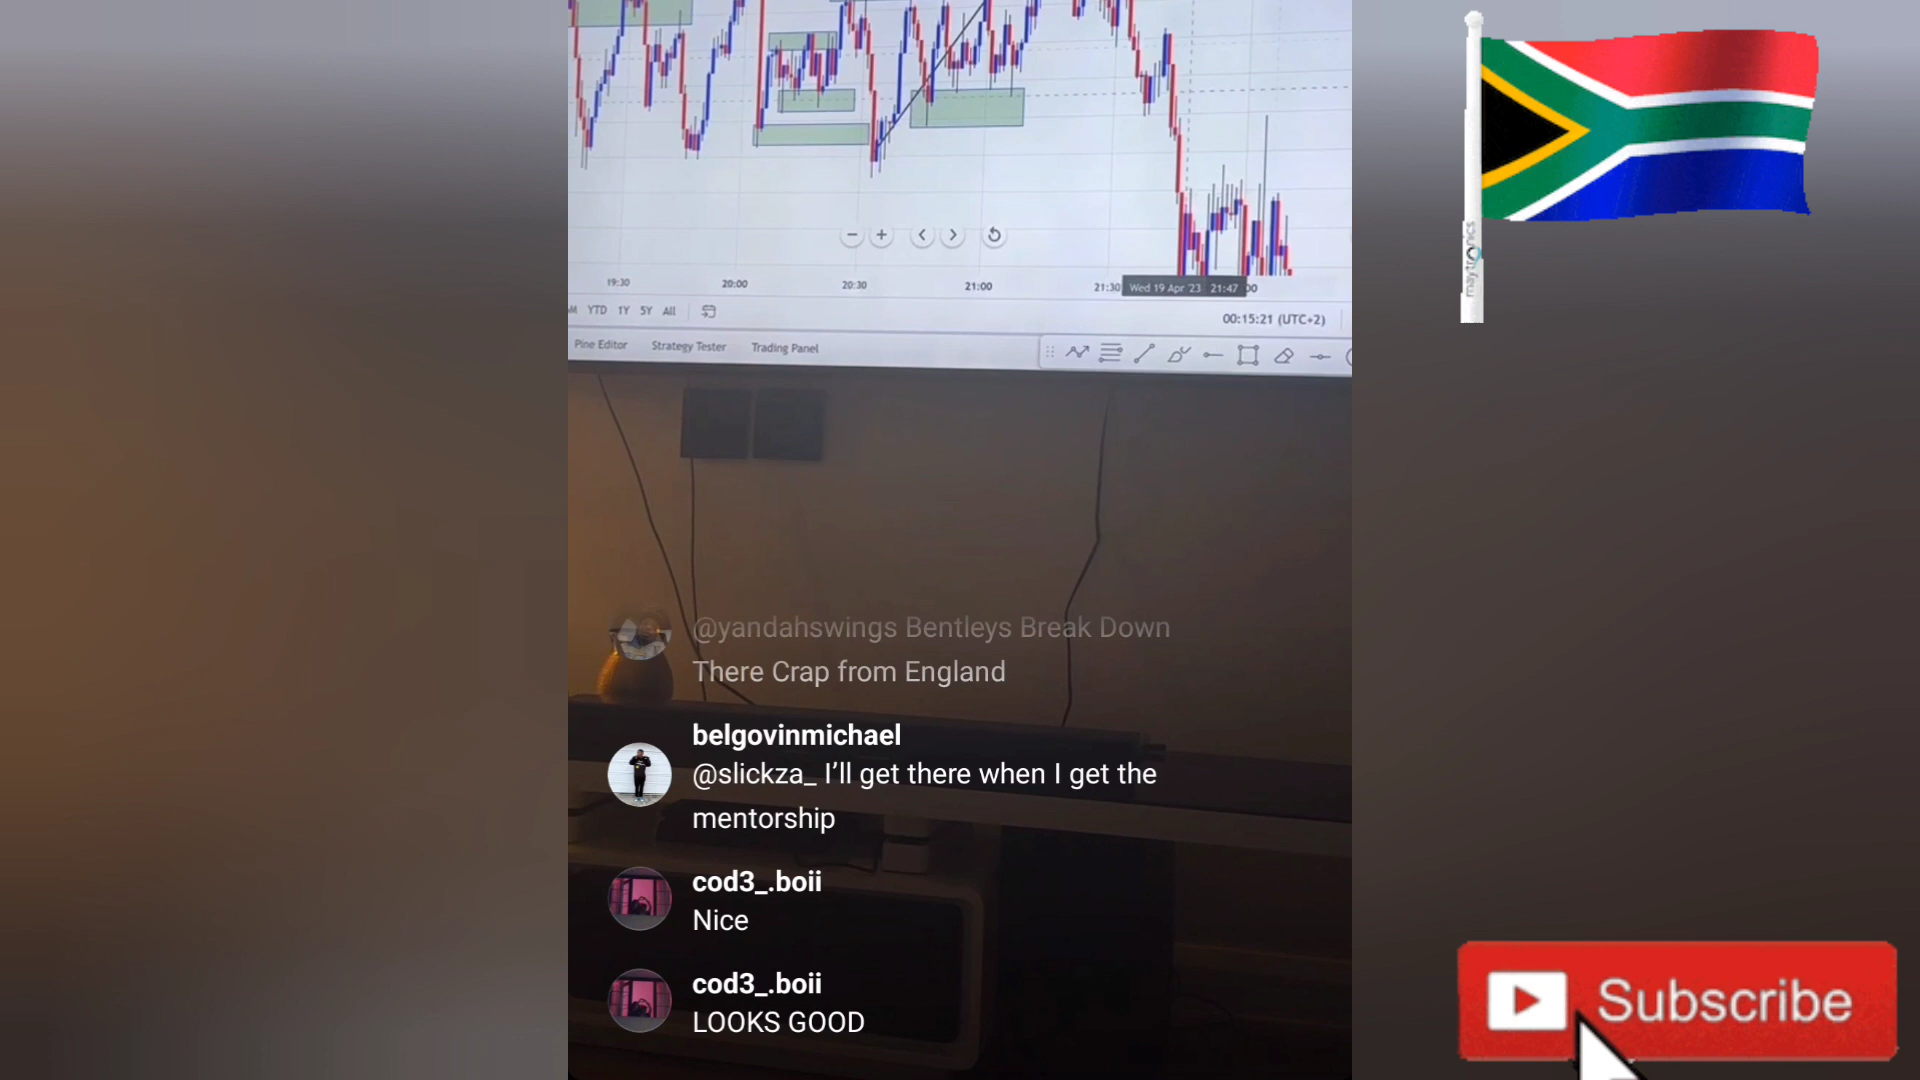 19:30 20:00 20:30 21:00 21:30 Wed 19 Apr '23 21:47 00
YTD 1Y 5Y All
00:15:21 (UTC+2)
Pine Editor Strategy Tester Trading Panel
maytronics
@yandahswings Bentleys Break Down
There Crap from England
belgovinmichael
@slickza_ I’ll get there when I get the
mentorship
cod3_.boii
Nice
cod3_.boii
LOOKS GOOD
Subscribe